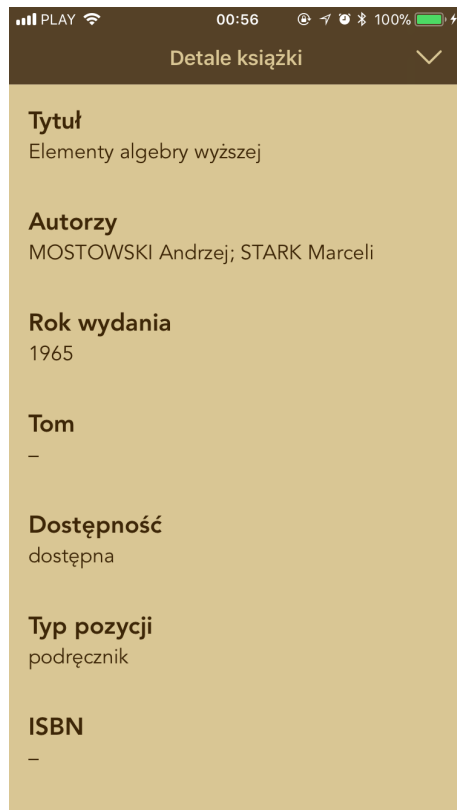 PLAY 00:56 100%
Detale książki
Tytuł
Elementy algebry wyższej
Autorzy
MOSTOWSKI Andrzej; STARK Marceli
Rok wydania
1965
Tom
–
Dostępność
dostępna
Typ pozycji
podręcznik
ISBN
–